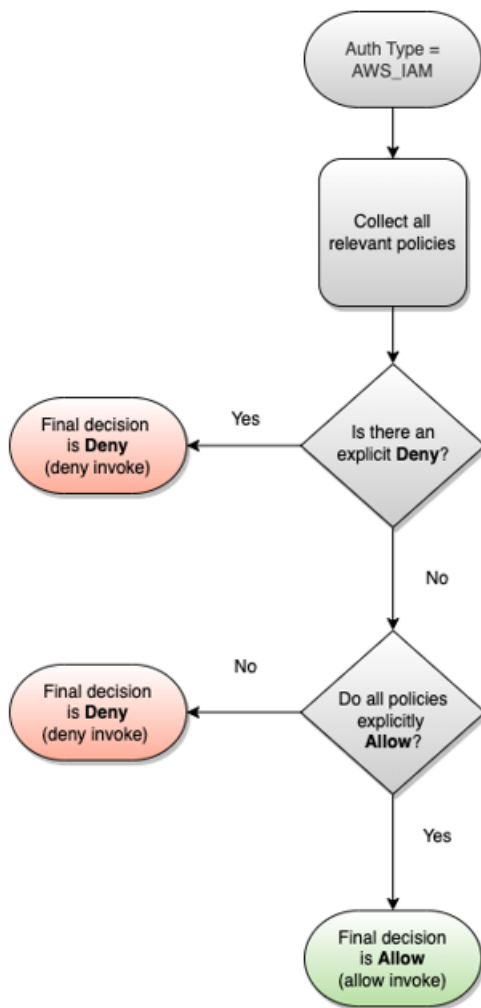 Auth Type =
AWS_IAM
Collect all
relevant policies
Is there an
explicit Deny?
Yes
Final decision
is Deny
(deny invoke)
No
Do all policies
explicitly
Allow?
No
Final decision
is Deny
(deny invoke)
Yes
Final decision
is Allow
(allow invoke)